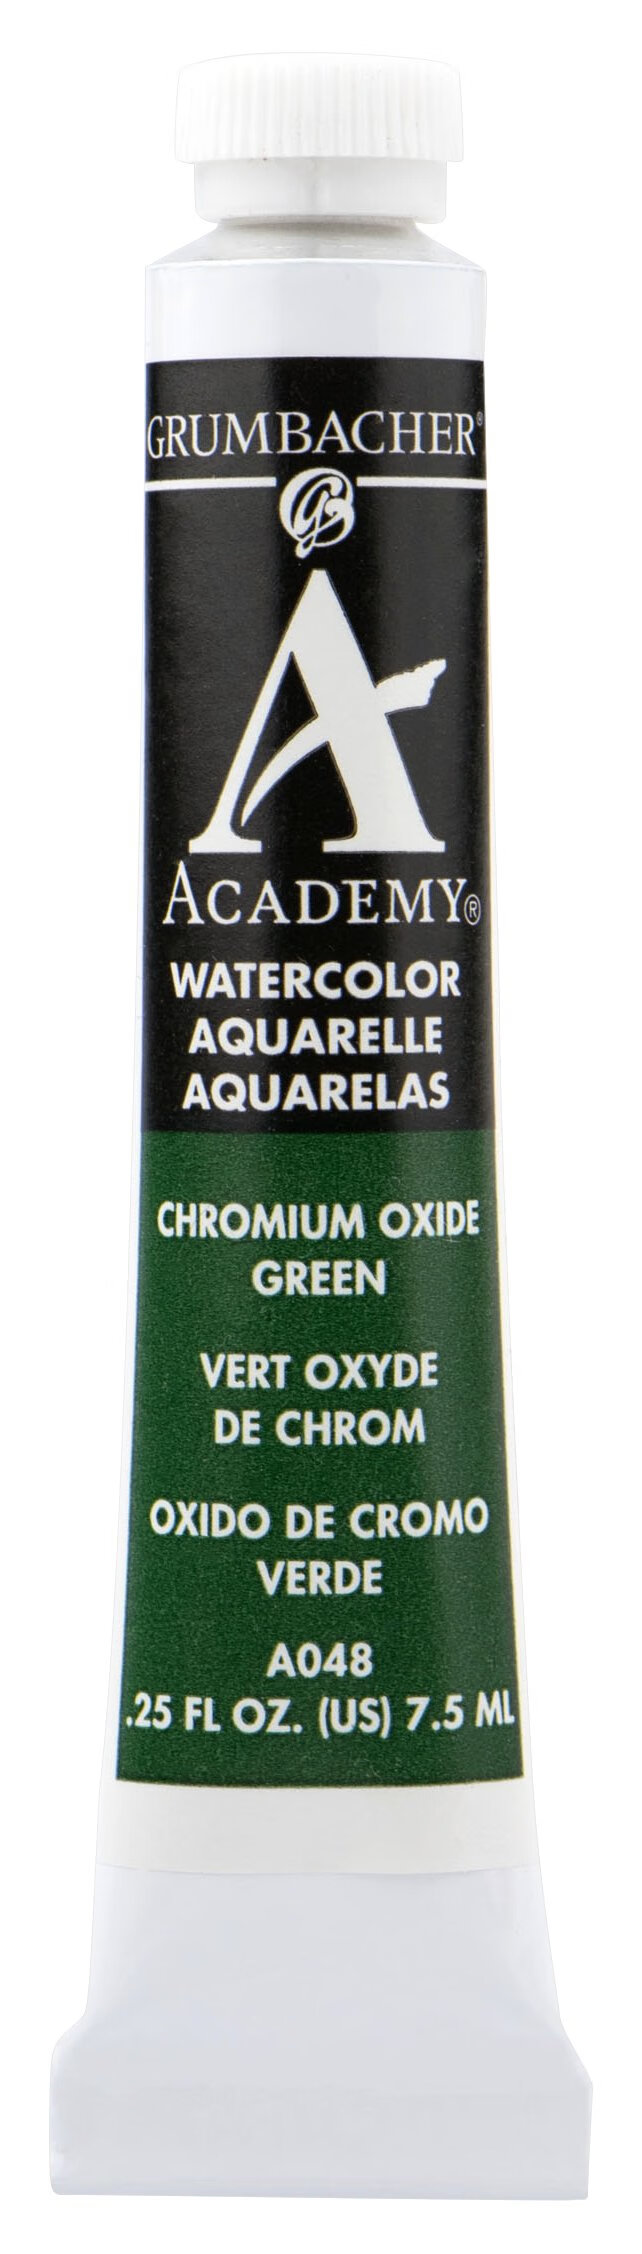 GRUMBACHER®
GB
A
ACADEMY®
WATERCOLOR
AQUARELLE
AQUARELAS
CHROMIUM OXIDE
GREEN
VERT OXYDE
DE CHROM
OXIDO DE CROMO
VERDE
A048
.25 FL OZ. (US) 7.5 ML